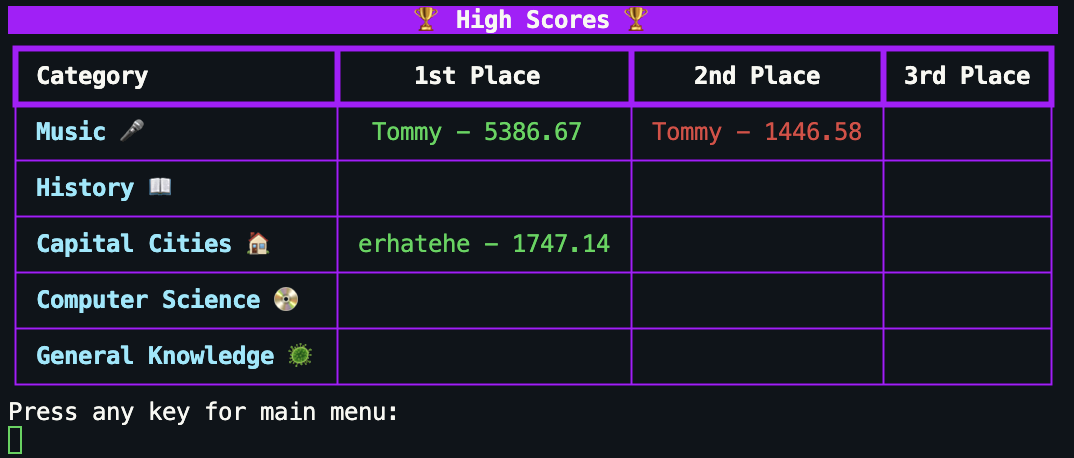 🏆 High Scores 🏆
Category 1st Place 2nd Place 3rd Place
Music 🎤 Tommy - 5386.67 Tommy - 1446.58
History 📖
Capital Cities 🏠 erhatehe - 1747.14
Computer Science 📀
General Knowledge 🦠
Press any key for main menu: